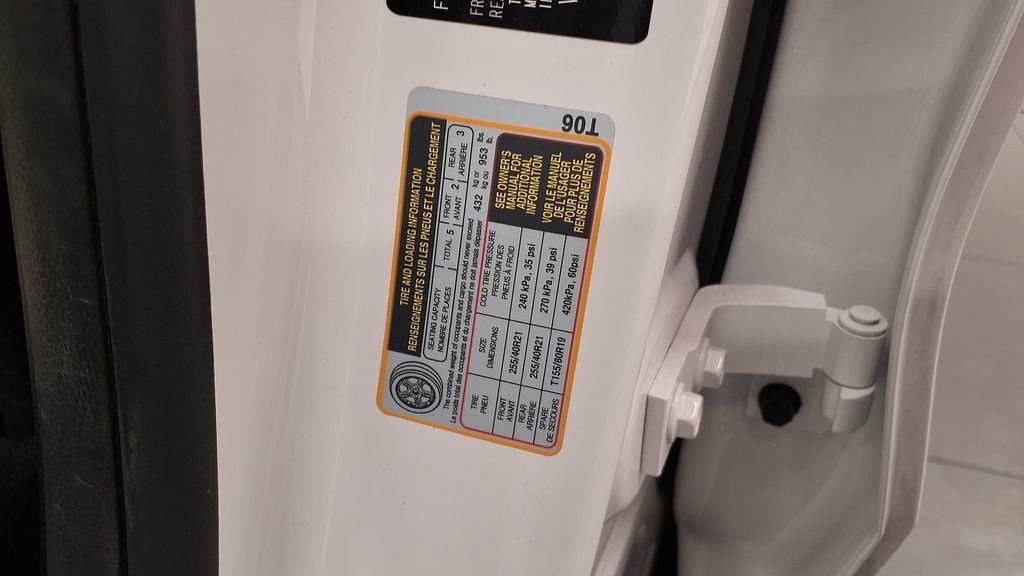 TIRE AND LOADING INFORMATION
RENSEIGNEMENTS SUR LES PNEUS ET LE CHARGEMENT
SEATING CAPACITY TOTAL 5 FRONT 2 REAR 3
NOMBRE DE PLACES AVANT ARRIÈRE
The combined weight of occupants and cargo should never exceed 432 kg or 953 lbs.
Le poids total des occupants et du chargement ne doit jamais dépasser kg ou lb.
TIRE SIZE COLD TIRE PRESSURE
PNEU DIMENSIONS PRESSION DES
PNEUS À FROID
FRONT
AVANT 255/40R21 240 kPa, 35 psi
REAR
ARRIÈRE 255/40R21 270 kPa, 39 psi
SPARE
DE SECOURS T155/80R19 420kPa, 60psi
SEE OWNER'S
MANUAL FOR
ADDITIONAL
INFORMATION
VOIR LE MANUEL
DE L'USAGER
POUR PLUS DE
RENSEIGNEMENTS
T06